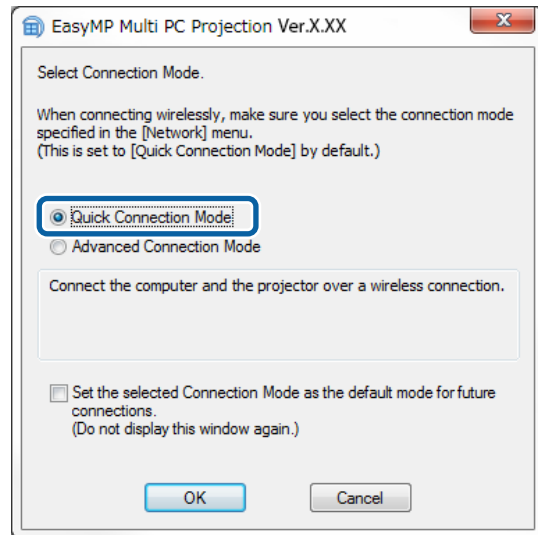 EasyMP Multi PC Projection Ver.X.XX
Select Connection Mode.
When connecting wirelessly, make sure you select the connection mode
specified in the [Network] menu.
(This is set to [Quick Connection Mode] by default.)
Quick Connection Mode
Advanced Connection Mode
Connect the computer and the projector over a wireless connection.
Set the selected Connection Mode as the default mode for future
connections.
(Do not display this window again.)
OK Cancel